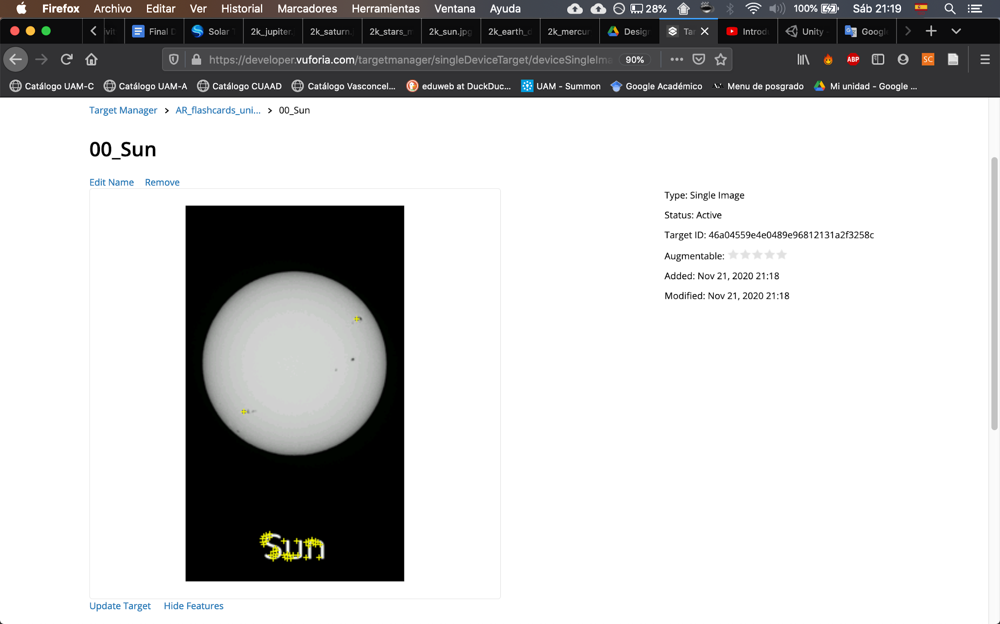 Firefox Archivo Editar Ver Historial Marcadores Herramientas Ventana Ayuda 28% 100% Sáb 21:19
Final D Solar 2k_jupiter. 2k_saturn. 2k_stars_m 2k_sun.jpg 2k_earth_d 2k_mercur Design Tar Introdu Unity - Google
https://developer.vuforia.com/targetmanager/singleDeviceTarget/deviceSingleIma 90% ABP SC
Catálogo UAM-C Catálogo UAM-A Catálogo CUAAD Catálogo Vasconcel... eduweb at DuckDuc... UAM - Summon Google Académico Menu de posgrado Mi unidad - Google ...
Target Manager > AR_flashcards_uni... > 00_Sun
00_Sun
Edit Name Remove
Type: Single Image
Status: Active
Target ID: 46a04559e4e0489e96812131a2f3258c
Augmentable:
Added: Nov 21, 2020 21:18
Modified: Nov 21, 2020 21:18
Sun
Update Target Hide Features